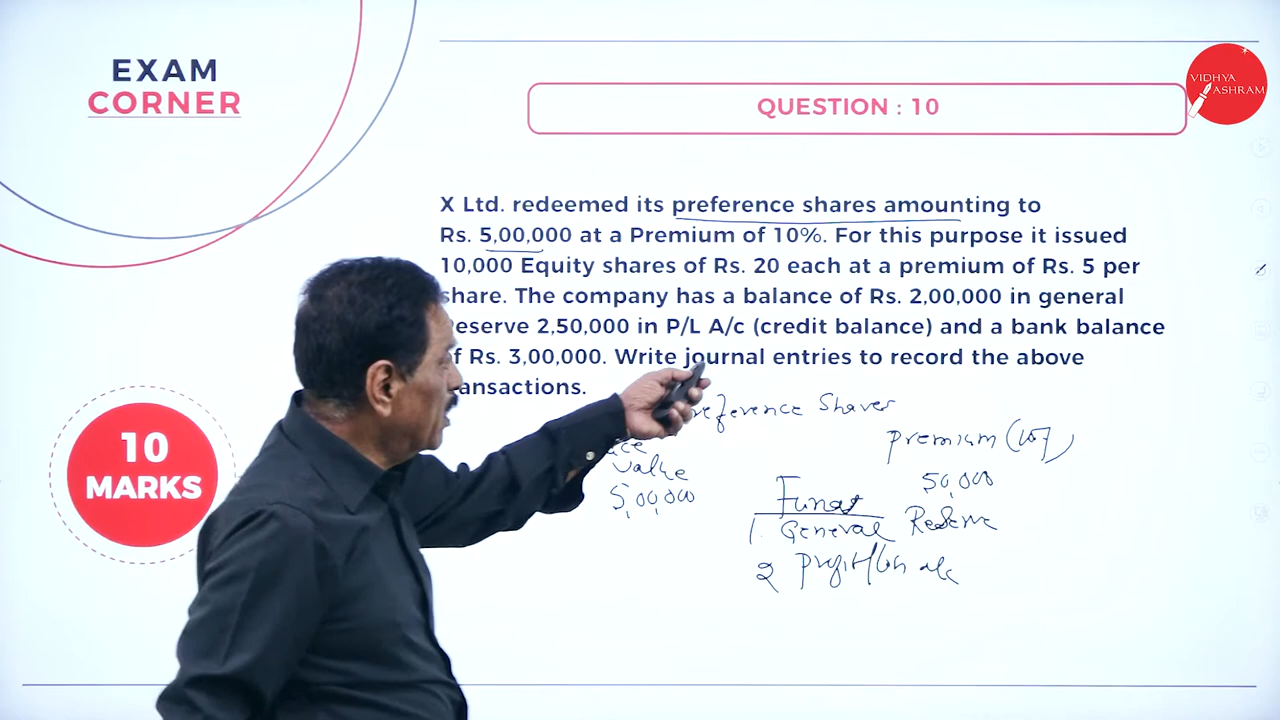 EXAM
CORNER
VIDHYA
ASHRAM
QUESTION : 10
X Ltd. redeemed its preference shares amounting to
Rs. 5,00,000 at a Premium of 10%. For this purpose it issued
10,000 Equity shares of Rs. 20 each at a premium of Rs. 5 per
share. The company has a balance of Rs. 2,00,000 in general
eserve 2,50,000 in P/L A/c (credit balance) and a bank balance
f Rs. 3,00,000. Write journal entries to record the above
ansactions.
10
MARKS
reference Shares
premium (10%)
ace
value
50,000
5,00,000
Funds
1. General Reserve
2 Profit/loss a/c